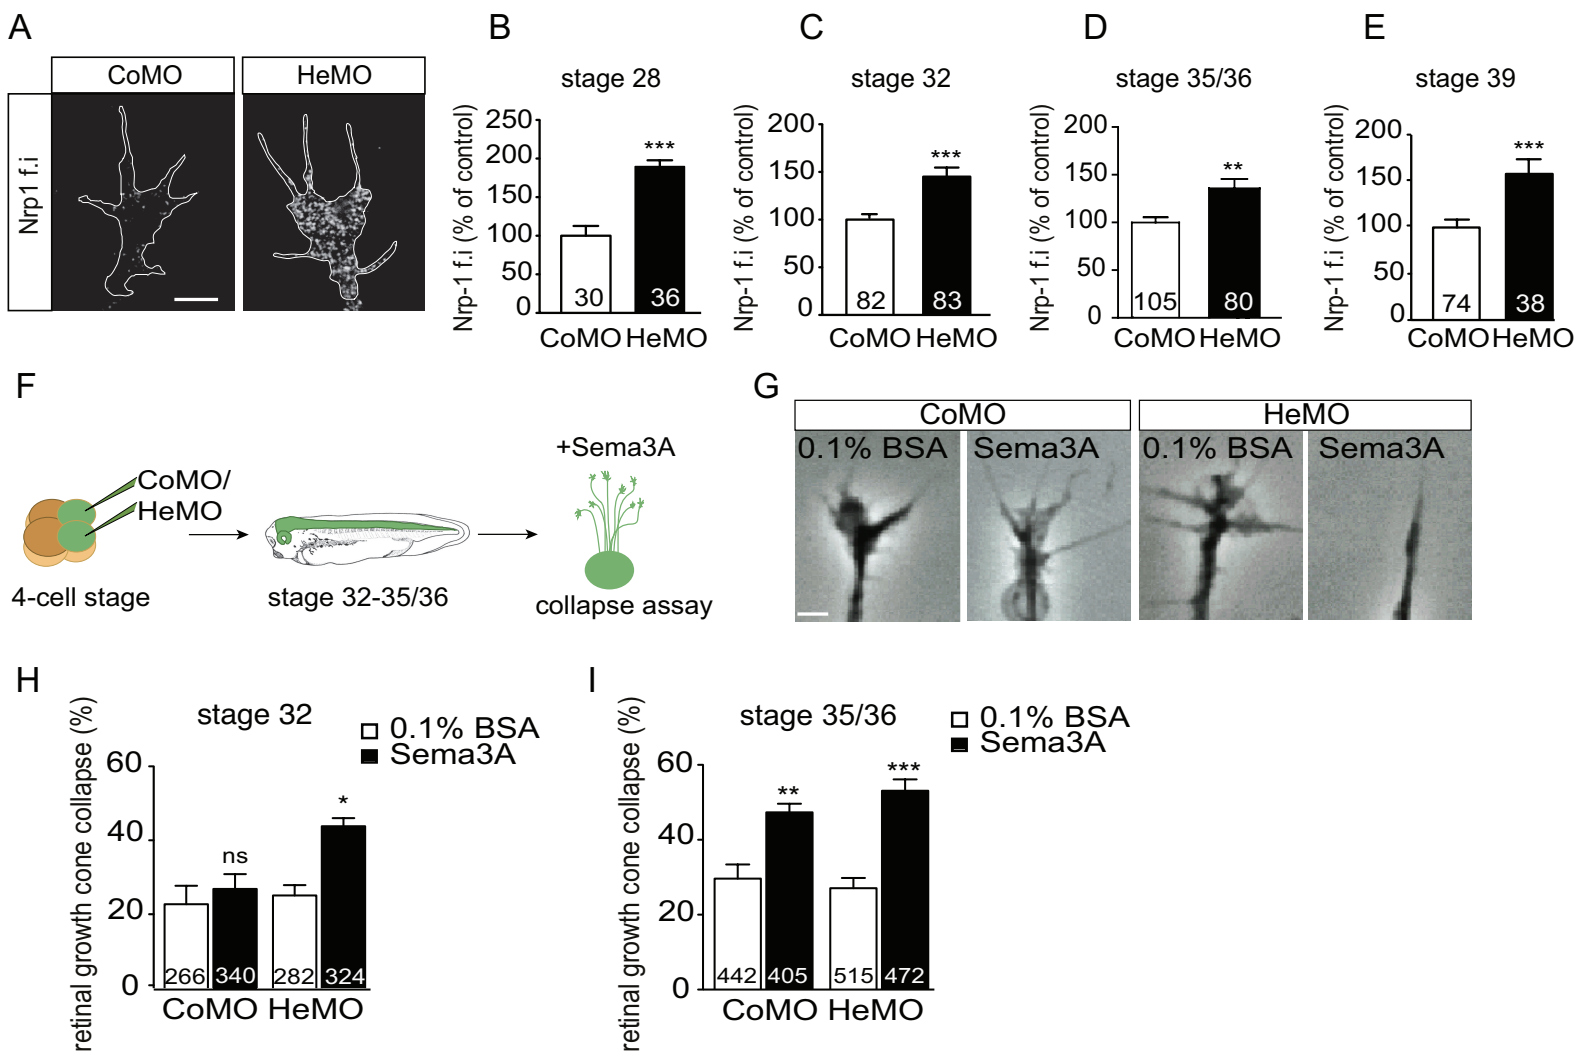 A
CoMO
HeMO
Nrp1 f.i
B
stage 28
Nrp-1 f.i (% of control)
250
200
150
100
50
0
***
30
36
CoMO HeMO
C
stage 32
Nrp-1 f.i (% of control)
200
150
100
50
0
***
82
83
CoMO HeMO
D
stage 35/36
Nrp-1 f.i (% of control)
200
150
100
50
0
**
105
80
CoMO HeMO
E
stage 39
Nrp-1 f.i (% of control)
200
150
100
50
0
***
74
38
CoMO HeMO
F
CoMO/
HeMO
4-cell stage
stage 32-35/36
+Sema3A
collapse assay
G
CoMO
HeMO
0.1% BSA
Sema3A
0.1% BSA
Sema3A
H
stage 32
0.1% BSA
Sema3A
retinal growth cone collapse (%)
60
40
20
0
ns
*
266
340
282
324
CoMO HeMO
I
stage 35/36
0.1% BSA
Sema3A
retinal growth cone collapse (%)
60
40
20
0
**
***
442
405
515
472
CoMO HeMO